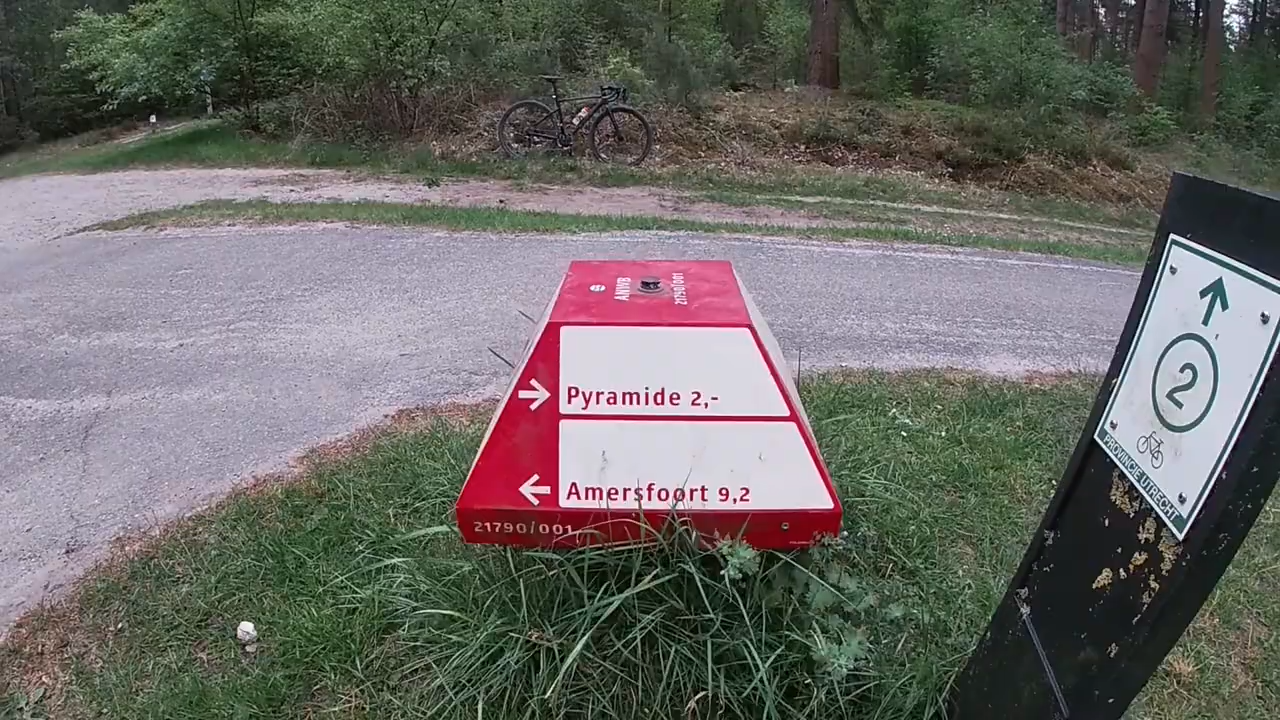 ANWB
21790/001
Pyramide 2,-
Amersfoort 9,2
21790/001
2
PROVINCIE UTRECHT